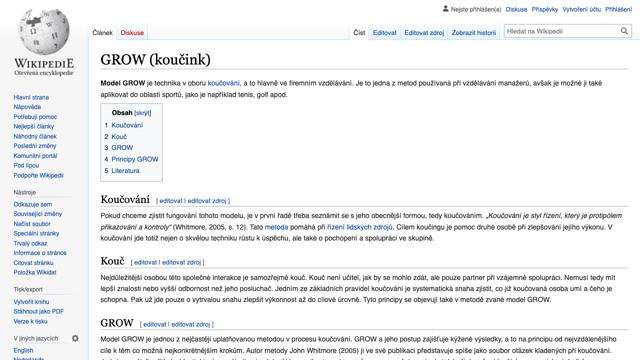 Nejste přihlášen(a) Diskuse Příspěvky Vytvoření účtu Přihlášení
Článek Diskuse Číst Editovat Editovat zdroj Zobrazit historii Hledat na Wikipedii
WIKIPEDIE
Otevřená encyklopedie
Hlavní strana
Nápověda
Potřebuji pomoc
Nejlepší články
Náhodný článek
Poslední změny
Komunitní portál
Pod lípou
Podpořte Wikipedii
Nástroje
Odkazuje sem
Související změny
Načíst soubor
Speciální stránky
Trvalý odkaz
Informace o stránce
Citovat stránku
Položka Wikidat
Tisk/export
Vytvořit knihu
Stáhnout jako PDF
Verze k tisku
V jiných jazycích
English
Nederlands
GROW (koučink)
Model GROW je technika v oboru koučování, a to hlavně ve firemním vzdělávání. Je to jedna z metod používaná při vzdělávání manažerů, avšak je možné ji také
aplikovat do oblasti sportů, jako je například tenis, golf apod.
Obsah [skrýt]
1 Koučování
2 Kouč
3 GROW
4 Principy GROW
5 Literatura
Koučování [ editovat | editovat zdroj ]
Pokud chceme zjistit fungování tohoto modelu, je v první řadě třeba seznámit se s jeho obecnější formou, tedy koučováním. „Koučování je styl řízení, který je protipólem
přikazování a kontroly" (Whitmore, 2005, s. 12). Tato metoda pomáhá při řízení lidských zdrojů. Cílem koučingu je pomoc druhé osobě při zlepšování jejího výkonu. V
koučování jde totiž nejen o skvělou techniku růstu k úspěchu, ale také o pochopení a spolupráci ve skupině.
Kouč [ editovat | editovat zdroj ]
Nejdůležitější osobou této společné interakce je samozřejmě kouč. Kouč není učitel, jak by se mohlo zdát, ale pouze partner při vzájemné spolupráci. Nemusí tedy mít
lepší znalosti nebo vyšší odbornost než jeho posluchač. Jedním ze základních pravidel koučování je systematická snaha zjistit, co již koučovaná osoba umí a čeho je
schopna. Pak už jde pouze o vytrvalou snahu zlepšit výkonnost až do cílové úrovně. Tyto principy se objevují také v metodě zvané model GROW.
GROW [ editovat | editovat zdroj ]
Model GROW je jednou z nejčastěji uplatňovanou metodou v procesu koučování. GROW a jeho postup zajišťuje kýžené výsledky, a to na principu od nejvzdálenějšího
cíle k těm co možná nejkonkrétnějším krokům. Autor metody John Whitmore (2005) ji ve své publikaci představuje spíše jako soubor otázek kladených při koučování.